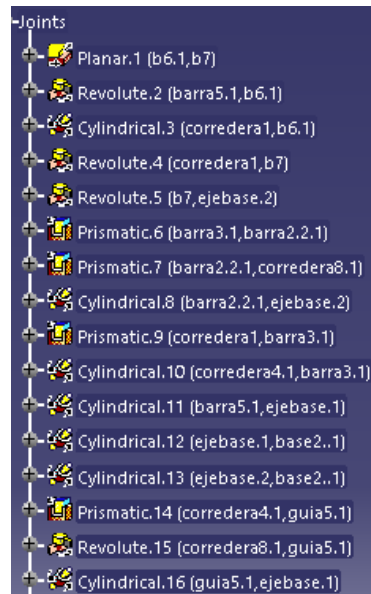 Joints
Planar.1 (b6.1,b7)
Revolute.2 (barra5.1,b6.1)
Cylindrical.3 (corredera1,b6.1)
Revolute.4 (corredera1,b7)
Revolute.5 (b7,ejebase.2)
Prismatic.6 (barra3.1,barra2.2.1)
Prismatic.7 (barra2.2.1,corredera8.1)
Cylindrical.8 (barra2.2.1,ejebase.2)
Prismatic.9 (corredera1,barra3.1)
Cylindrical.10 (corredera4.1,barra3.1)
Cylindrical.11 (barra5.1,ejebase.1)
Cylindrical.12 (ejebase.1,base2..1)
Cylindrical.13 (ejebase.2,base2..1)
Prismatic.14 (corredera4.1,guia5.1)
Revolute.15 (corredera8.1,guia5.1)
Cylindrical.16 (guia5.1,ejebase.1)